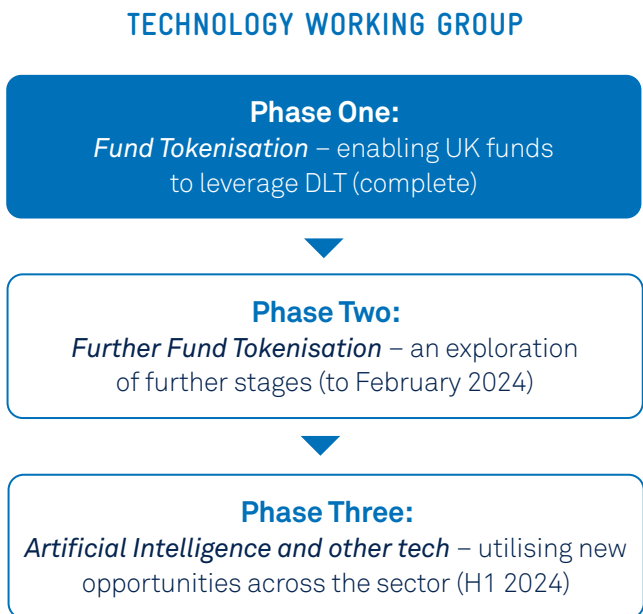 TECHNOLOGY WORKING GROUP
Phase One:
Fund Tokenisation – enabling UK funds
to leverage DLT (complete)
Phase Two:
Further Fund Tokenisation – an exploration
of further stages (to February 2024)
Phase Three:
Artificial Intelligence and other tech – utilising new
opportunities across the sector (H1 2024)